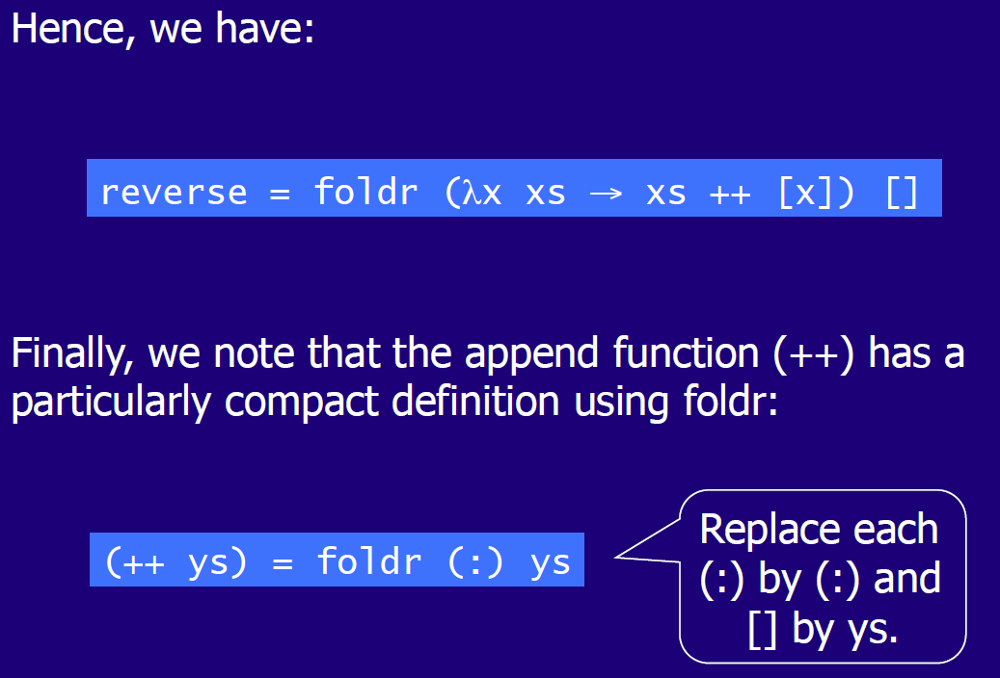 Hence, we have:
reverse = foldr (λx xs → xs ++ [x]) []
Finally, we note that the append function (++) has a
particularly compact definition using foldr:
(++ ys) = foldr (:) ys
Replace each
(:) by (:) and
[] by ys.